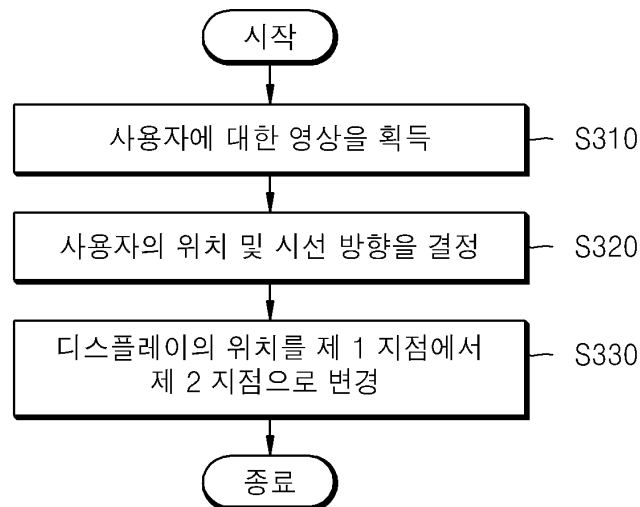 시작
사용자에 대한 영상을 획득
S310
사용자의 위치 및 시선 방향을 결정
S320
디스플레이의 위치를 제 1 지점에서
제 2 지점으로 변경
S330
종료